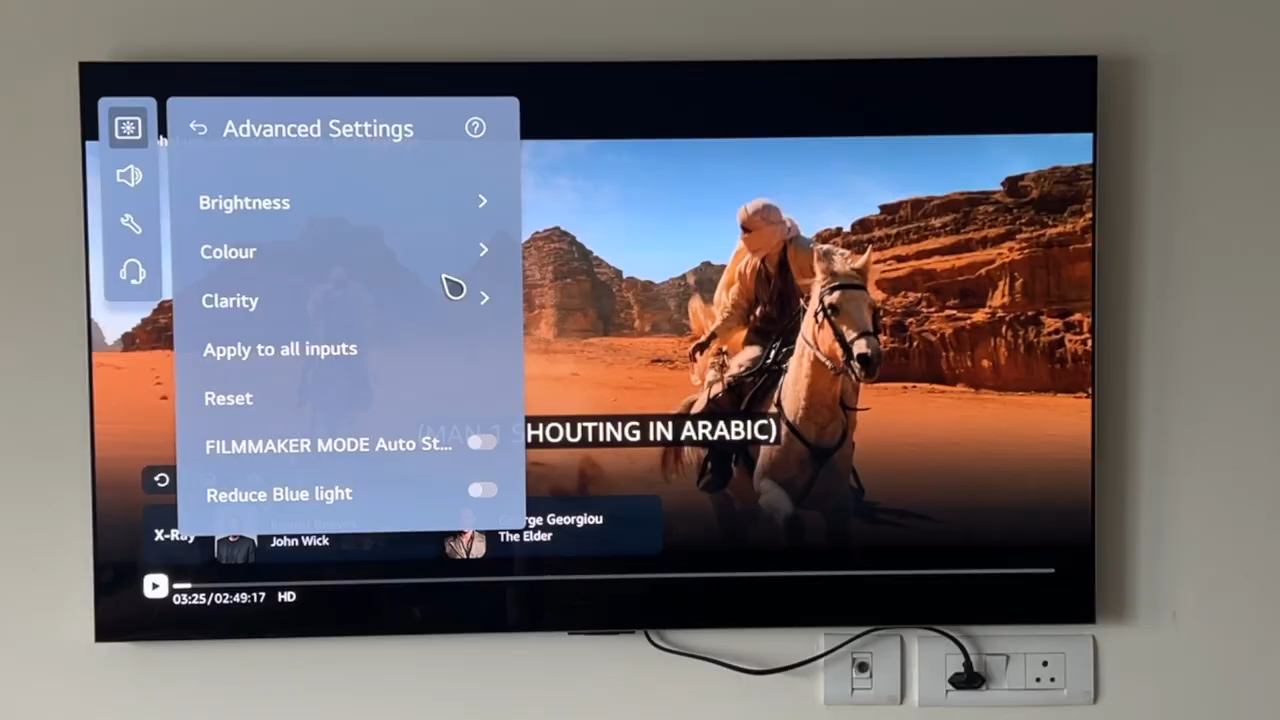 Advanced Settings
Brightness
Colour
Clarity
Apply to all inputs
Reset
FILMMAKER MODE Auto St...
Reduce Blue light
HOUTING IN ARABIC)
X-Ray
John Wick
George Georgiou
The Elder
03:25/02:49:17 HD